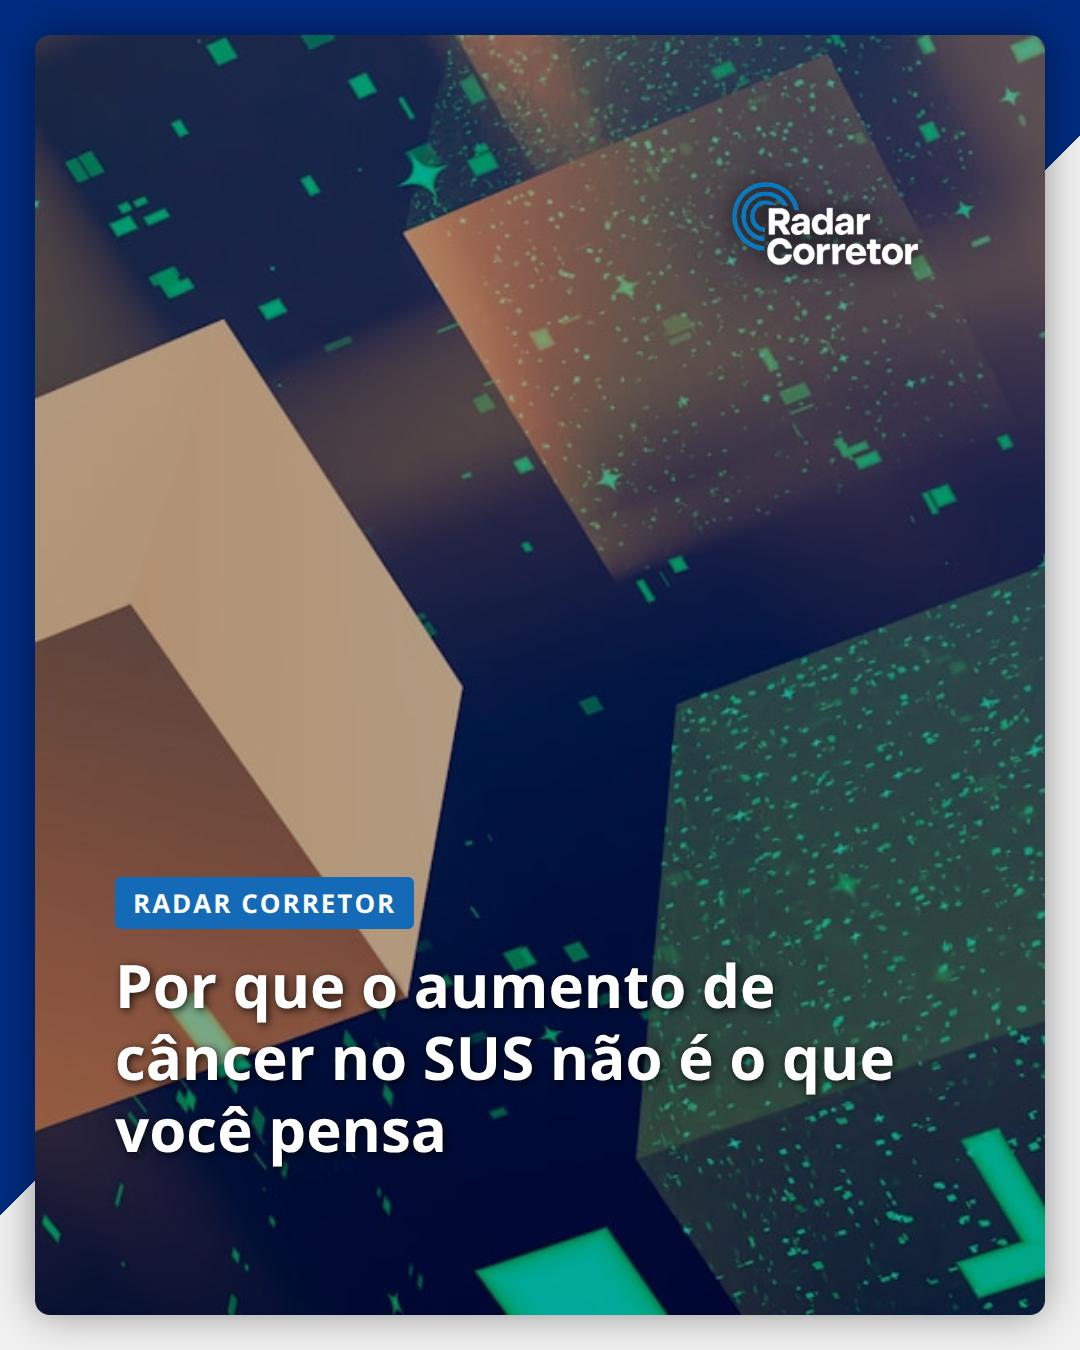 Radar
Corretor
RADAR CORRETOR
Por que o aumento de
câncer no SUS não é o que
você pensa